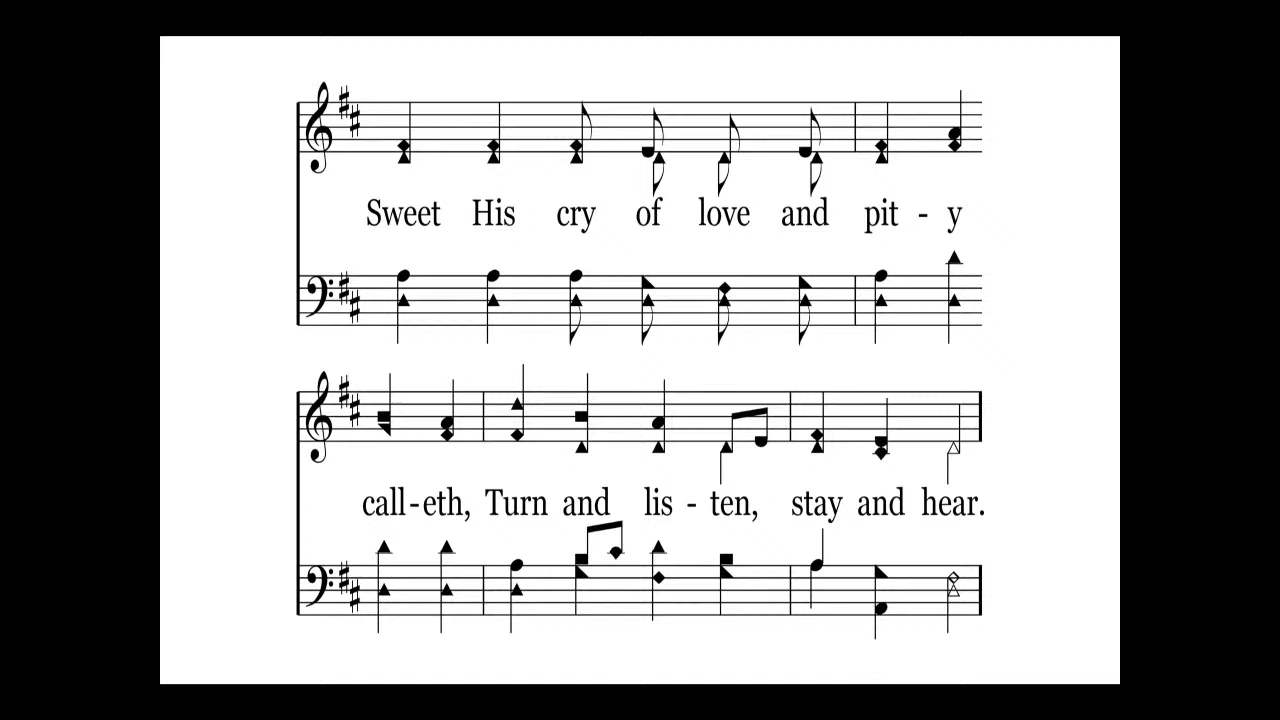 Sweet His cry of love and pit - y
call - eth, Turn and lis - ten, stay and hear.